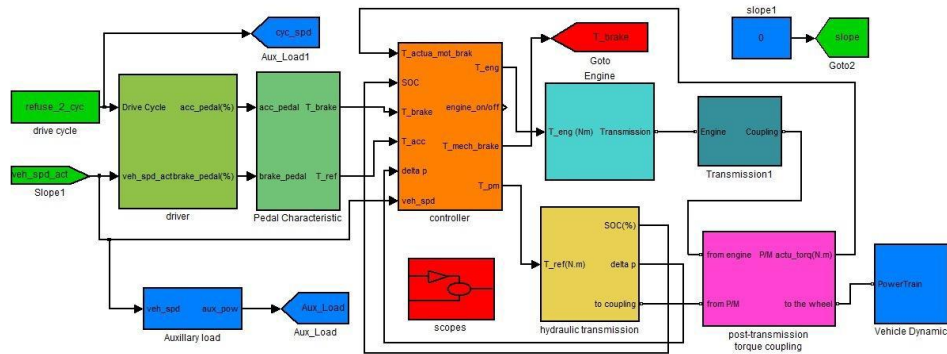 cyc_spd
Aux_Load1
refuse_2_cyc
drive cycle
veh_spd_act
Slope1
Drive Cycle
acc_pedal(%)
veh_spd_act
brake_pedal(%)
driver
acc_pedal
T_brake
brake_pedal
T_ref
Pedal Characteristic
T_actua_mot_brak
SOC
T_brake
T_acc
delta p
veh_spd
T_eng
engine_on/off
T_mech_brake
T_pm
controller
T_brake
Goto
Engine
T_eng (Nm)
Transmission
Engine
Coupling
Transmission1
slope1
0
slope
Goto2
veh_spd
aux_pow
Auxillary load
Aux_Load
Aux_Load
scopes
T_ref(N.m)
SOC(%)
delta p
to coupling
hydraulic transmission
from engine
P/M actu_torq(N.m)
from P/M
to the wheel
post-transmission
torque coupling
PowerTrain
Vehicle Dynamic